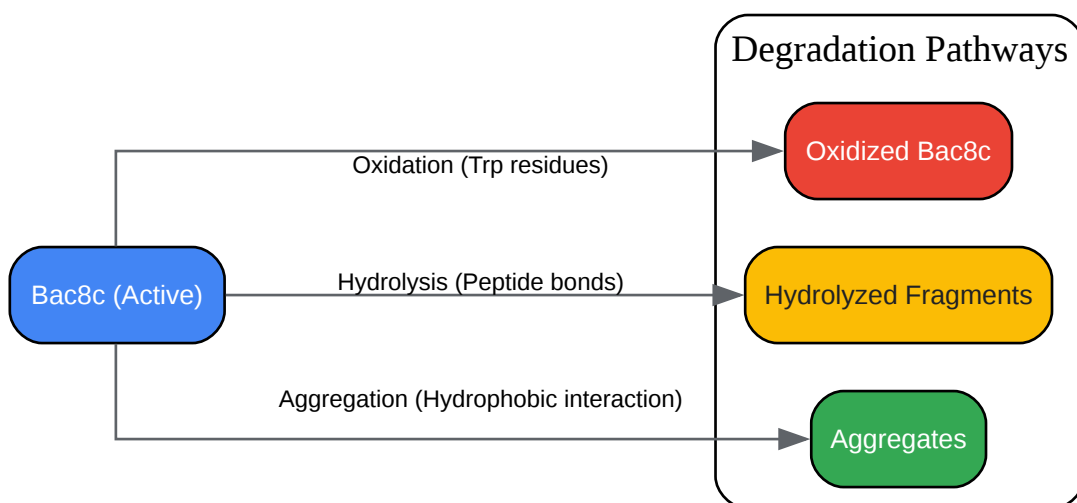 Degradation Pathways
Oxidation (Trp residues)
Oxidized Bac8c
Bac8c (Active)
Hydrolysis (Peptide bonds)
Hydrolyzed Fragments
Aggregation (Hydrophobic interaction)
Aggregates